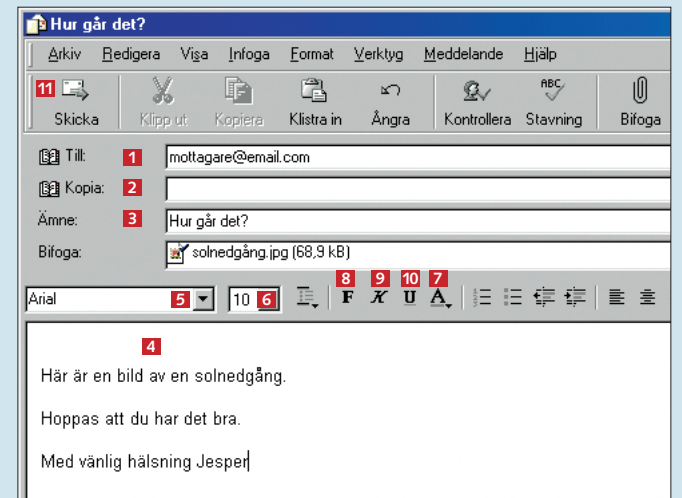 Hur går det?
Arkiv Redigera Visa Infoga Format Verktyg Meddelande Hjälp
11
Skicka Klipp ut Kopiera Klistra in Ångra Kontrollera ABC Stavning Bifoga
Till: 1 mottagare@email.com
Kopia: 2
Ämne: 3 Hur går det?
Bifoga: solnedgång.jpg (68,9 kB)
8 9 10 7
Arial 5 10 6 F K U A
4
Här är en bild av en solnedgång.
Hoppas att du har det bra.
Med vänlig hälsning Jesper